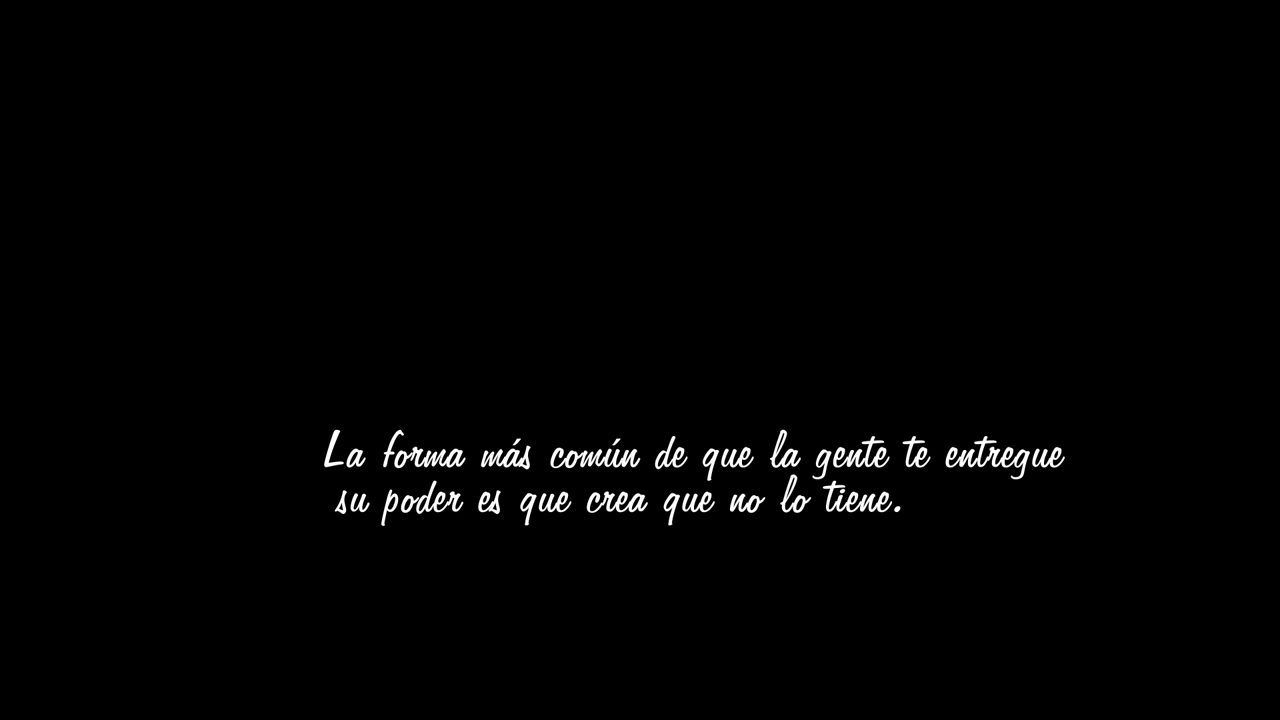 La forma más común de que la gente te entregue
su poder es que crea que no lo tiene.